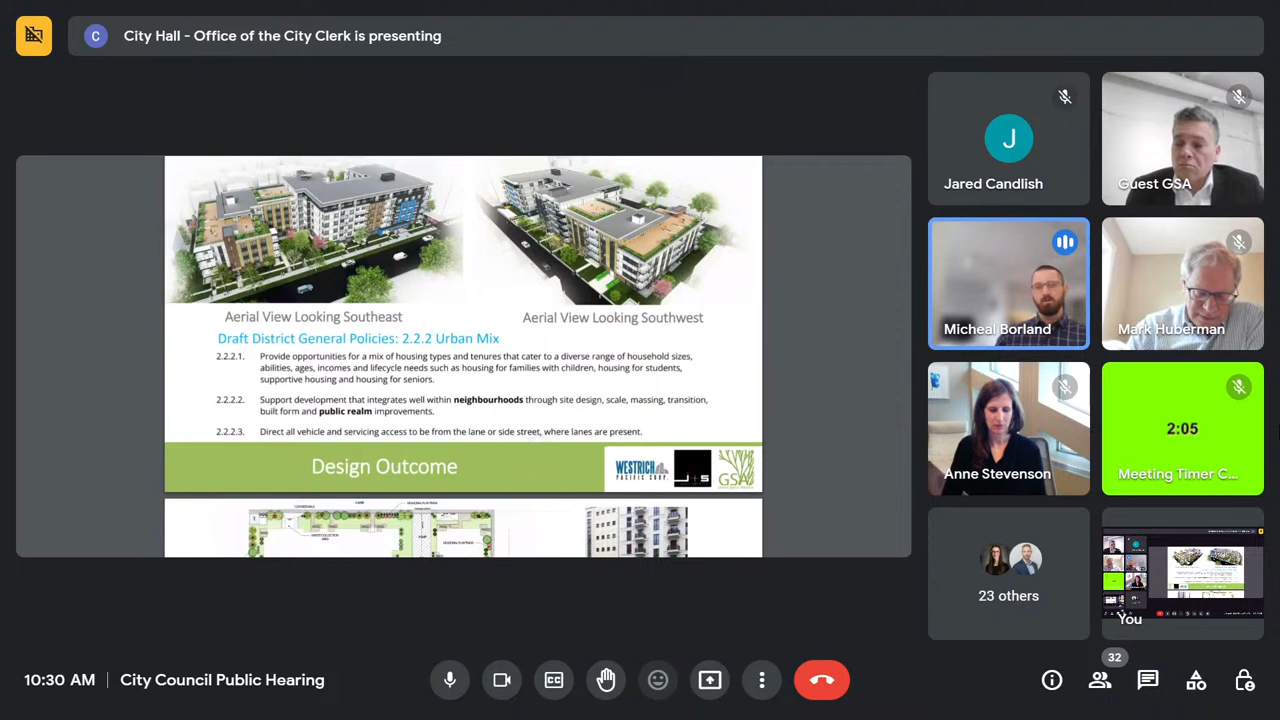 C
City Hall - Office of the City Clerk is presenting
Aerial View Looking Southeast
Aerial View Looking Southwest
Draft District General Policies: 2.2.2 Urban Mix
2.2.2.1. Provide opportunities for a mix of housing types and tenures that cater to a diverse range of household sizes,
abilities, ages, incomes and lifecycle needs such as housing for families with children, housing for students,
supportive housing and housing for seniors.
2.2.2.2. Support development that integrates well within neighbourhoods through site design, scale, massing, transition,
built form and public realm improvements.
2.2.2.3. Direct all vehicle and servicing access to be from the lane or side street, where lanes are present.
Design Outcome
WESTRICH
PACIFIC CORP.
J+S
GSA
LANE
J
Jared Candlish
Guest GSA
Micheal Borland
Mark Huberman
Anne Stevenson
2:05
Meeting Timer C...
23 others
You
10:30 AM
City Council Public Hearing
CC
32